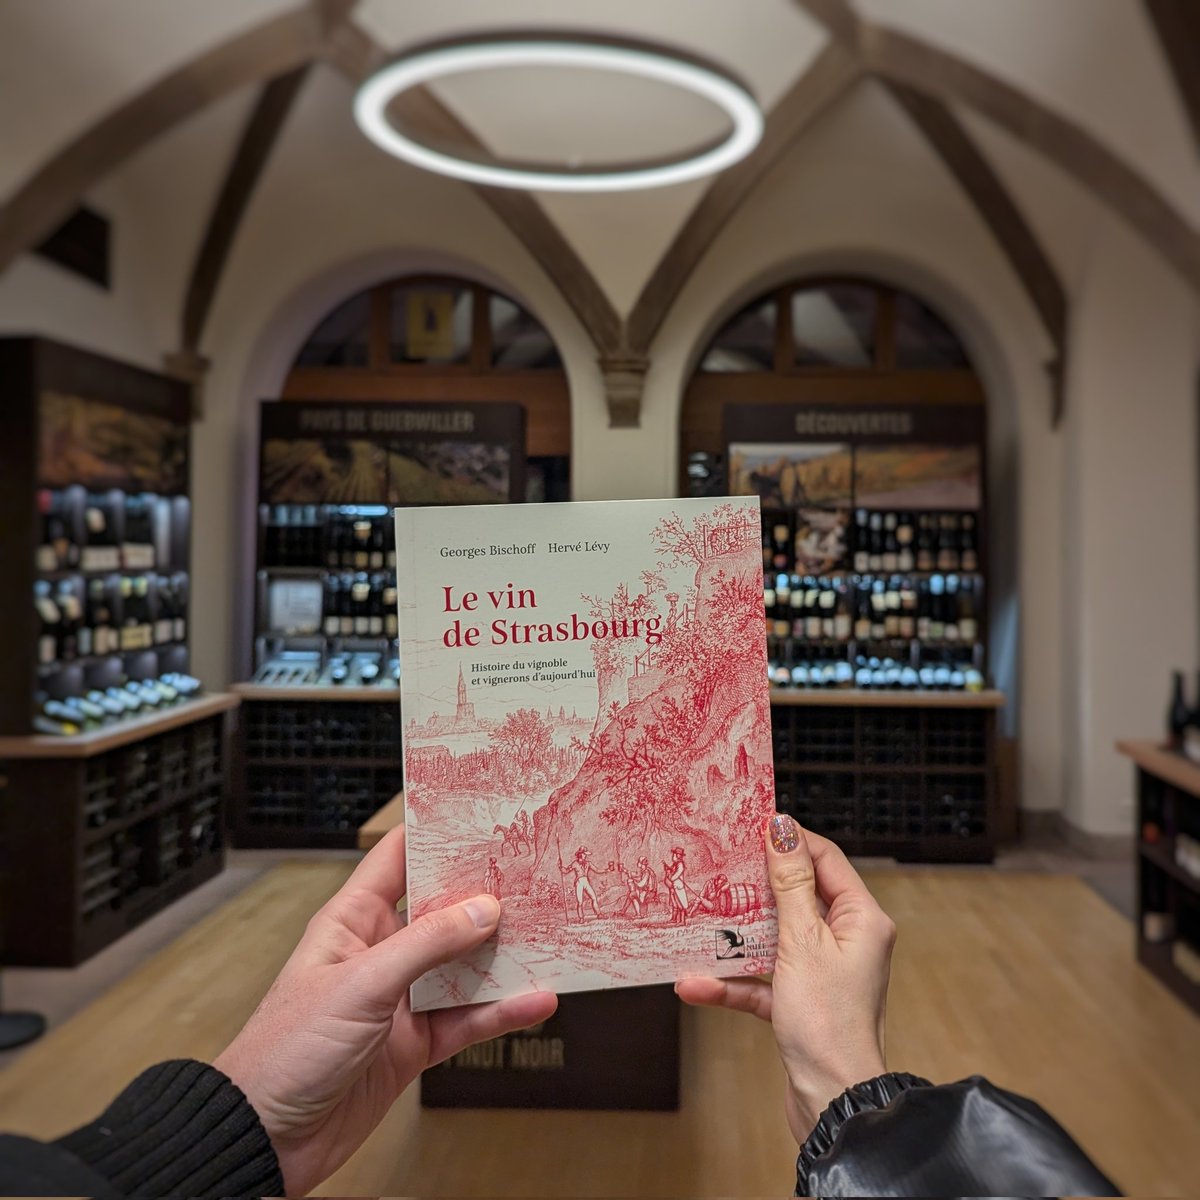 PAYS DE GUEBWILLER
DÉCOUVERTES
Georges Bischoff Hervé Lévy
Le vin
de Strasbourg
Histoire du vignoble
et vignerons d'aujourd'hui
LA
NUÉE
BLEUE
PINOT NOIR